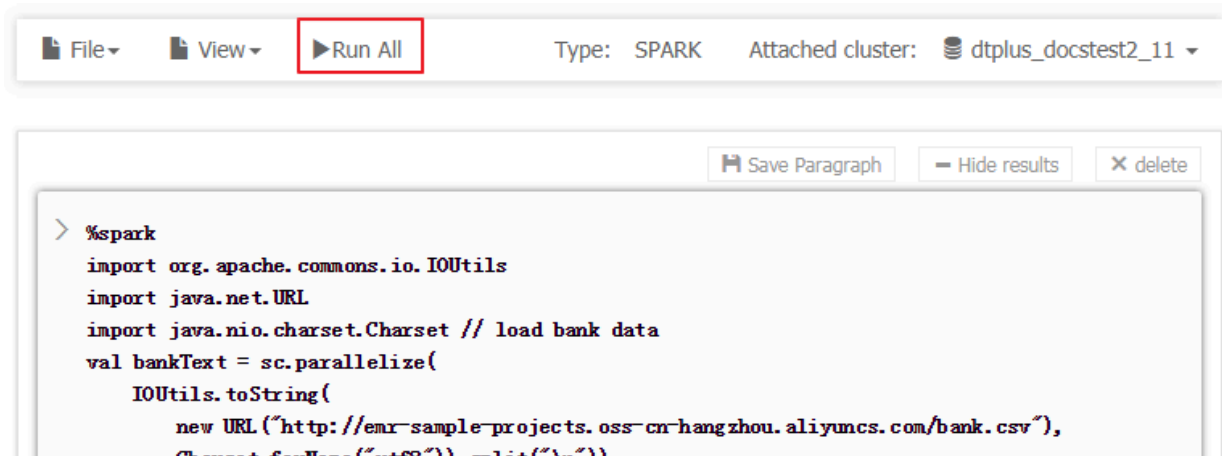 File View Run All Type: SPARK Attached cluster: dtplus_docstest2_11
Save Paragraph Hide results delete
%spark
import org.apache.commons.io.IOUtils
import java.net.URL
import java.nio.charset.Charset // load bank data
val bankText = sc.parallelize(
IOUtils.toString(
new URL("http://emr-sample-projects.oss-cn-hangzhou.aliyuncs.com/bank.csv"),